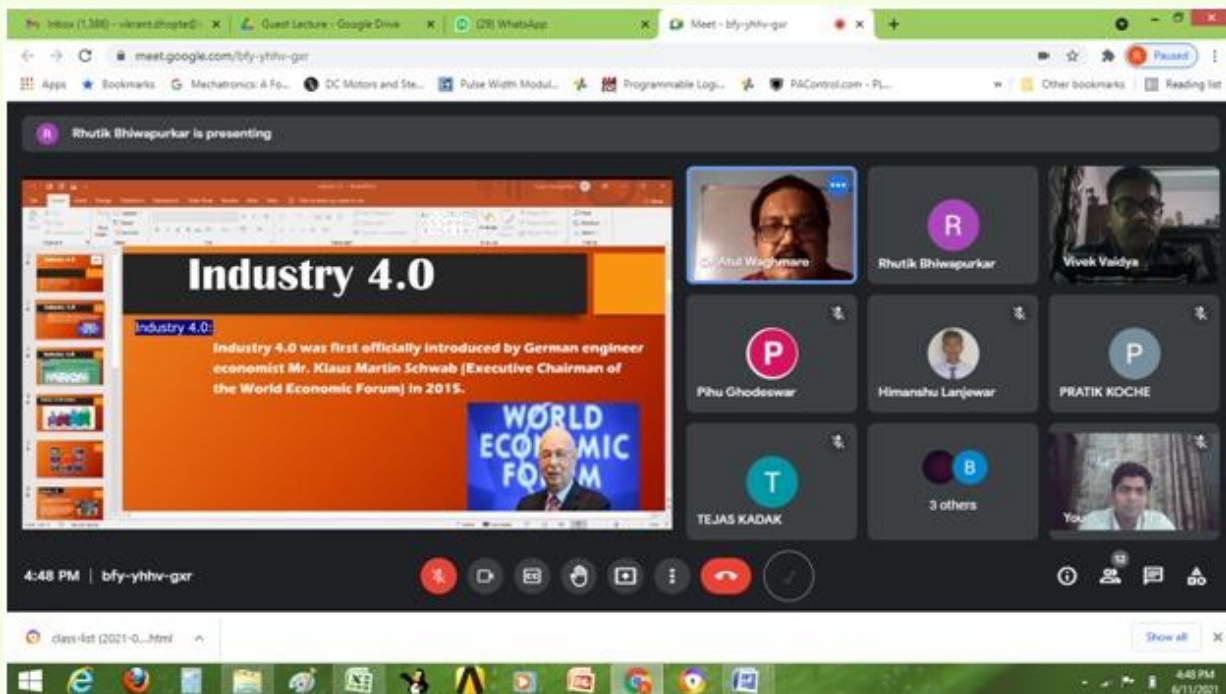 Inbox (1,386) - vikrant.dhopte@
Guest Lecture - Google Drive
(29) WhatsApp
Meet - bfy-yhhv-gxr
meet.google.com/bfy-yhhv-gxr
Paused
Apps
Bookmarks
Mechatronics: A Fo...
DC Motors and Ste...
Pulse Width Modul...
Programmable Logi...
PAControl.com - PL...
Other bookmarks
Reading list
R
Rhutik Bhiwapurkar is presenting
Industry 4.0
Industry 4.0:
Industry 4.0 was first officially introduced by German engineer
economist Mr. Klaus Martin Schwab (Executive Chairman of
the World Economic Forum) in 2015.
WORLD
ECONOMIC
FORUM
Atul Waghmare
R
Rhutik Bhiwapurkar
Vivek Vaidya
P
Pihu Ghodeswar
Himanshu Lanjewar
P
PRATIK KOCHE
T
TEJAS KADAK
B
3 others
You
4:48 PM | bfy-yhhv-gxr
12
class-list (2021-0....html
Show all
4:48 PM
6/11/2021